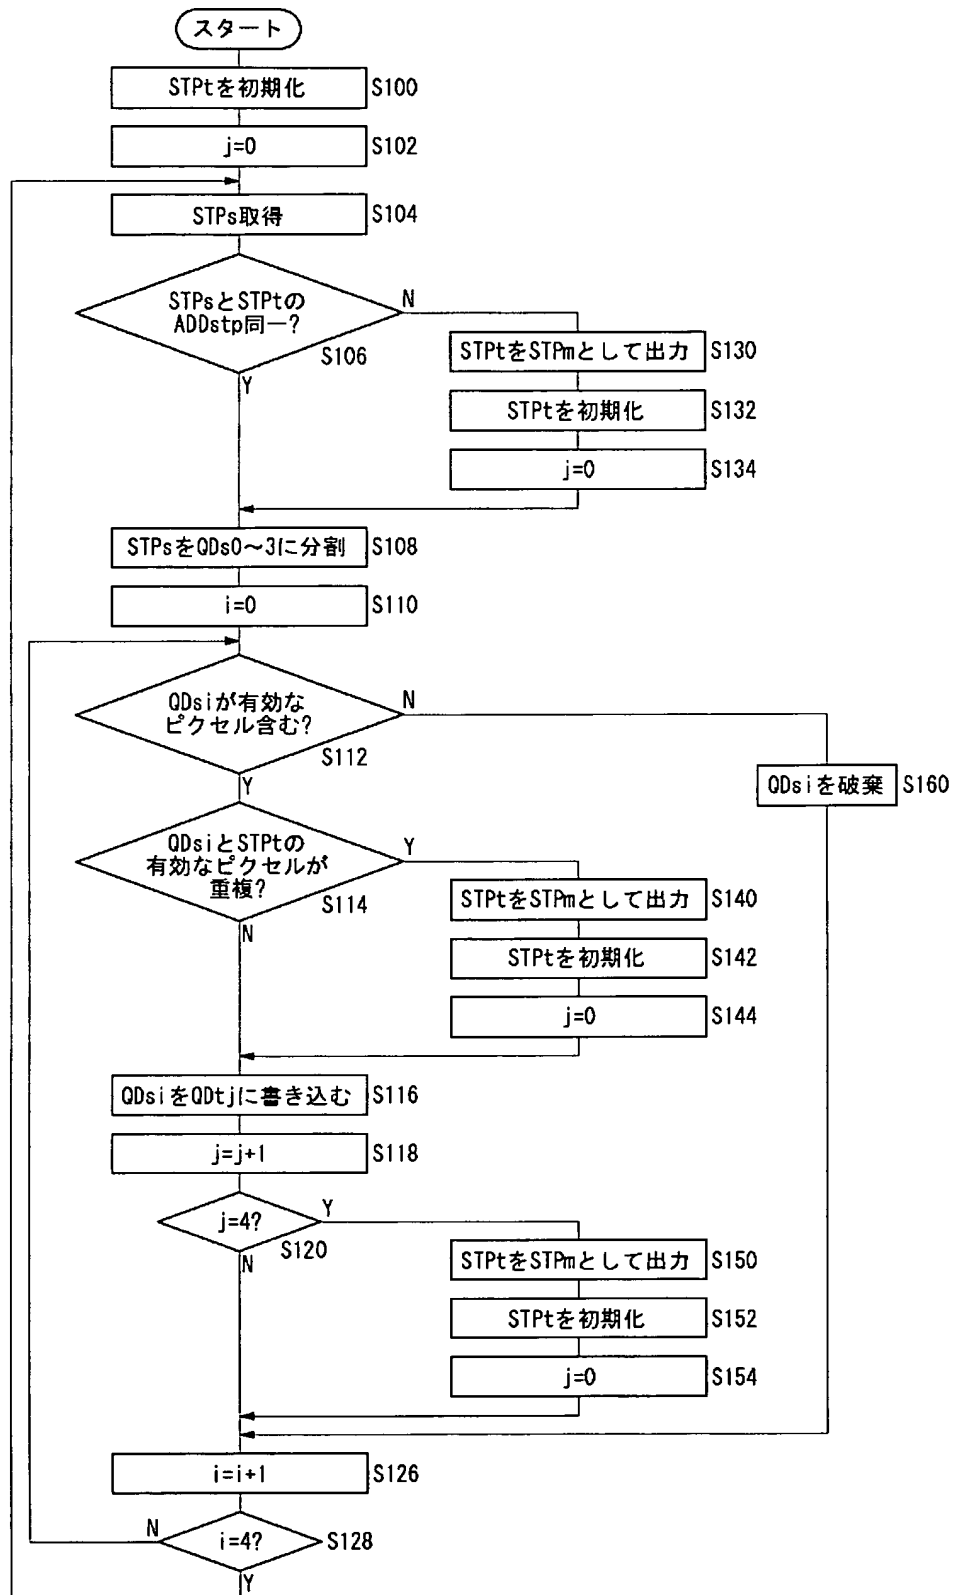 スタート
STPtを初期化 S100
j=0 S102
STPs取得 S104
STPsとSTPtの
ADDstp同一?
S106
N
Y
STPtをSTPmとして出力 S130
STPtを初期化 S132
j=0 S134
STPsをQDs0〜3に分割 S108
i=0 S110
QDsiが有効な
ピクセル含む?
S112
N
Y
QDsiを破棄 S160
QDsiとSTPtの
有効なピクセルが
重複?
S114
Y
N
STPtをSTPmとして出力 S140
STPtを初期化 S142
j=0 S144
QDsiをQDtjに書き込む S116
j=j+1 S118
j=4?
S120
Y
N
STPtをSTPmとして出力 S150
STPtを初期化 S152
j=0 S154
i=i+1 S126
N
i=4? S128
Y